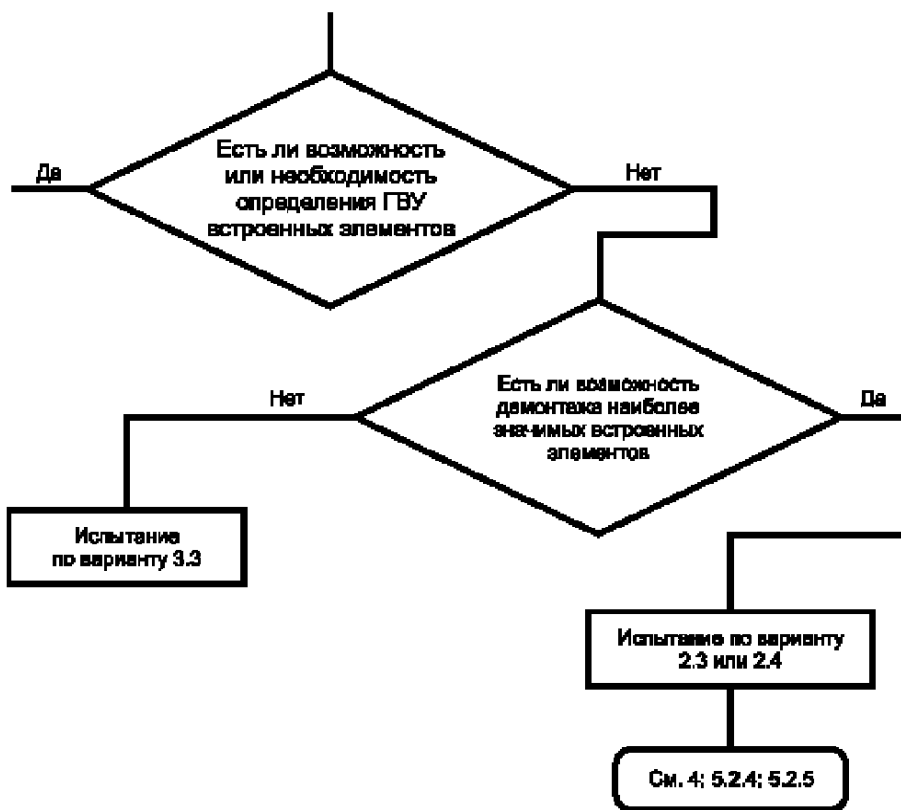 Есть ли возможность
или необходимость
определения ГВУ
встроенных элементов
Да
Нет
Есть ли возможность
демонтажа наиболее
значимых встроенных
элементов
Нет
Да
Испытание
по варианту 3.3
Испытание по варианту
2.3 или 2.4
См. 4; 5.2.4; 5.2.5